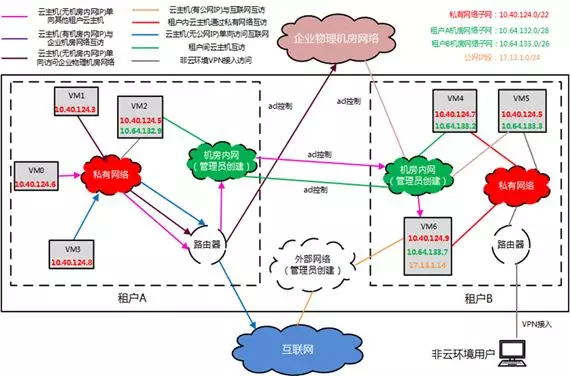 云主机(无机房内网IP)单
向其他租户云主机
云主机(有机房内网IP)与
企业机房网络互访
云主机(无机房内网IP)单
向访问企业物理机房网络
云主机(有公网IP)与互联网互访
租户内云主机通过私有网络互访
云主机(无公网IP)单向访问互联网
租户间云主机互访
非云环境VPN接入访问
私有网络子网：10.40.124.0/22
租户A机房网络子网：10.64.132.0/28
租户B机房网络子网：10.64.133.0/26
公网IP段：17.13.1.0/24
企业物理机房网络
VM1
10.40.124.3
VM2
10.40.124.5
10.64.132.9
VM0
10.40.124.6
VM3
10.40.124.8
私有网络
机房内网
（管理员创建）
路由器
租户A
acl控制
acl控制
acl控制
acl控制
VM4
10.40.124.7
10.64.133.2
VM5
10.40.124.5
10.64.133.3
机房内网
（管理员创建）
私有网络
VM6
10.40.124.9
10.64.133.7
17.13.1.14
路由器
外部网络
（管理员创建）
租户B
互联网
VPN接入
非云环境用户